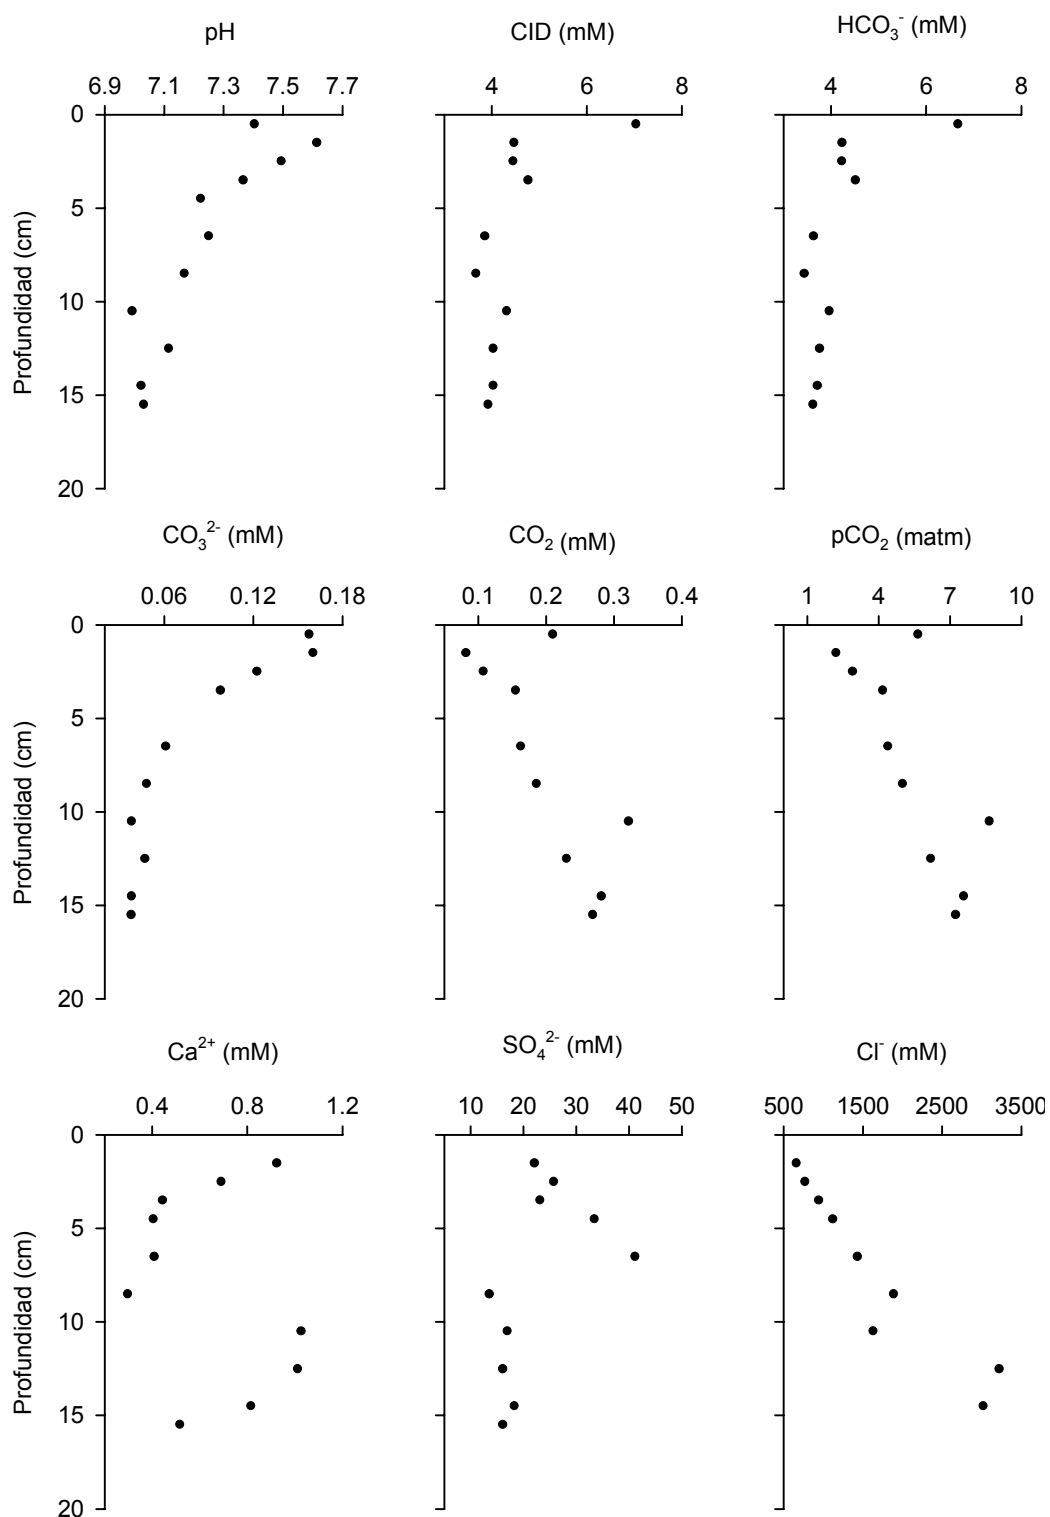 pH CID (mM) HCO₃⁻ (mM)
6.9 7.1 7.3 7.5 7.7 4 6 8 4 6 8
0
5
10
15
20
Profundidad (cm)
CO₃²⁻ (mM) CO₂ (mM) pCO₂ (matm)
0.06 0.12 0.18 0.1 0.2 0.3 0.4 1 4 7 10
0
5
10
15
20
Profundidad (cm)
Ca²⁺ (mM) SO₄²⁻ (mM) Cl⁻ (mM)
0.4 0.8 1.2 10 20 30 40 50 500 1500 2500 3500
0
5
10
15
20
Profundidad (cm)